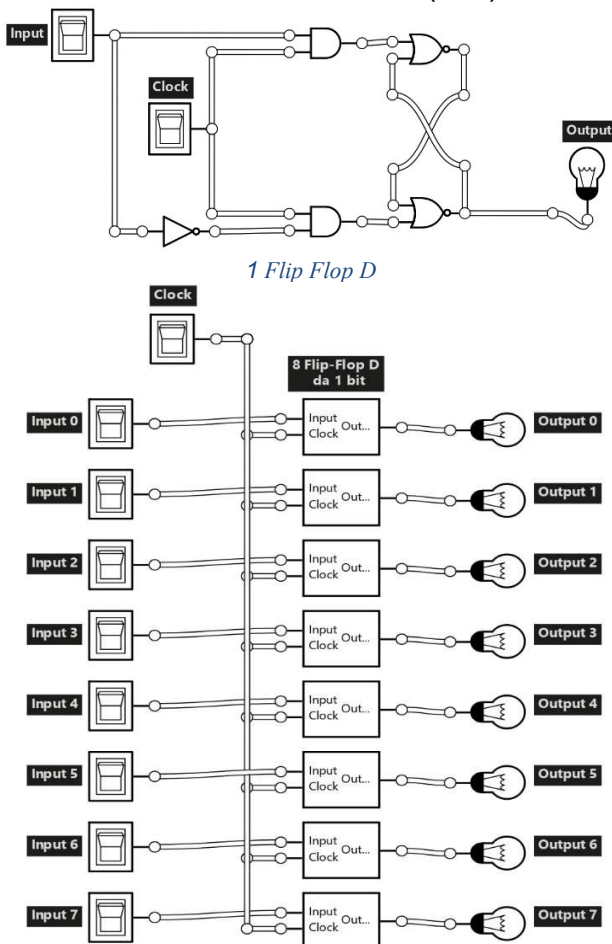 Input
Clock
Output
1 Flip Flop D
Clock
8 Flip-Flop D
da 1 bit
Input 0
Input
Clock
Out...
Output 0
Input 1
Input
Clock
Out...
Output 1
Input 2
Input
Clock
Out...
Output 2
Input 3
Input
Clock
Out...
Output 3
Input 4
Input
Clock
Out...
Output 4
Input 5
Input
Clock
Out...
Output 5
Input 6
Input
Clock
Out...
Output 6
Input 7
Input
Clock
Out...
Output 7